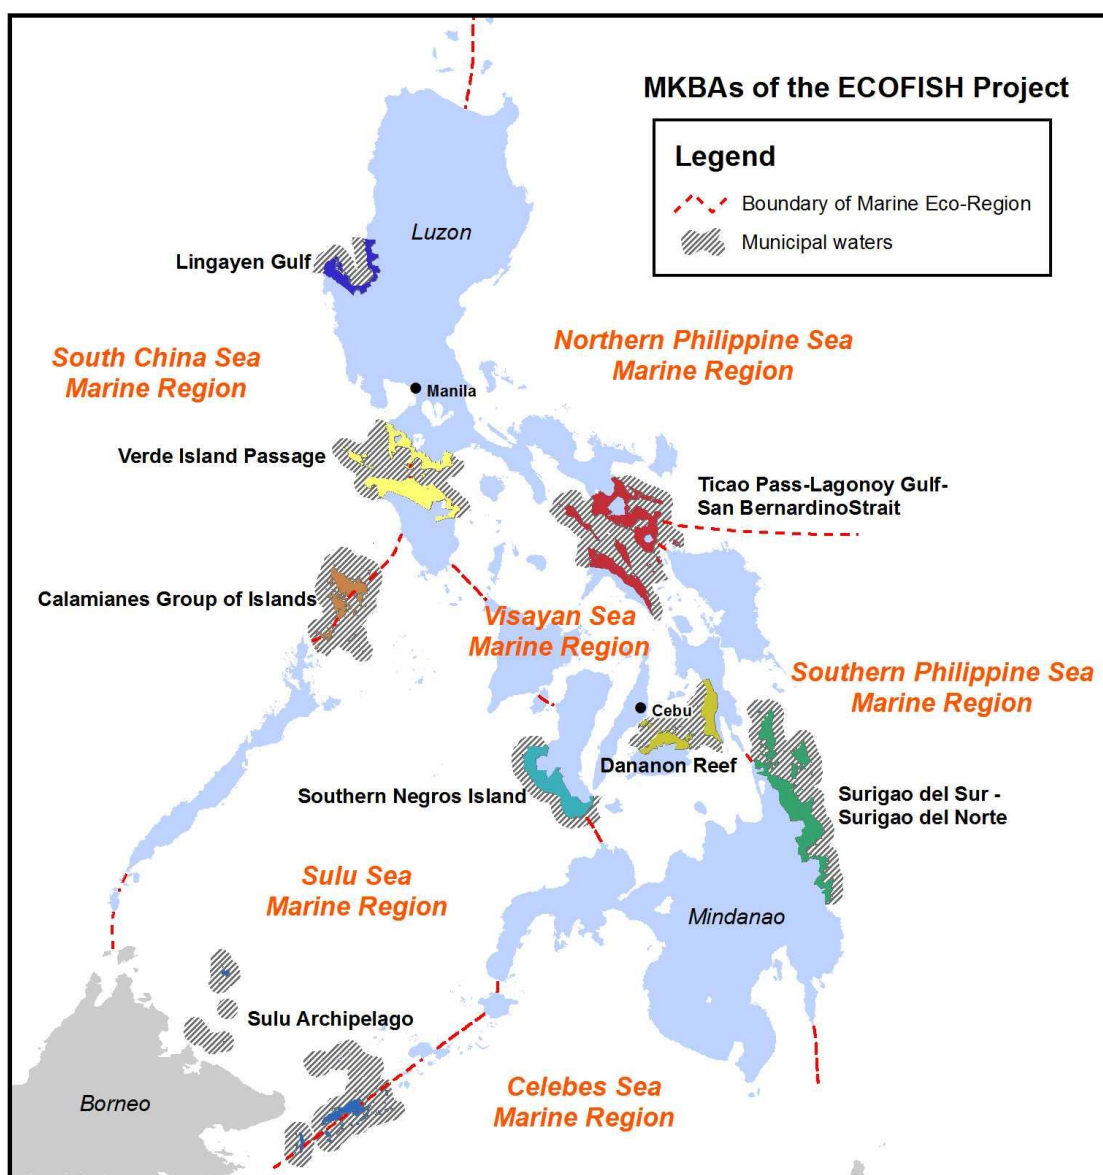 MKBAs of the ECOFISH Project
Legend
Boundary of Marine Eco-Region
Municipal waters
Luzon
Lingayen Gulf
South China Sea
Marine Region
Northern Philippine Sea
Marine Region
Manila
Verde Island Passage
Ticao Pass-Lagonoy Gulf-
San BernardinoStrait
Calamianes Group of Islands
Visayan Sea
Marine Region
Southern Philippine Sea
Marine Region
Cebu
Dananon Reef
Southern Negros Island
Surigao del Sur -
Surigao del Norte
Sulu Sea
Marine Region
Mindanao
Sulu Archipelago
Celebes Sea
Marine Region
Borneo